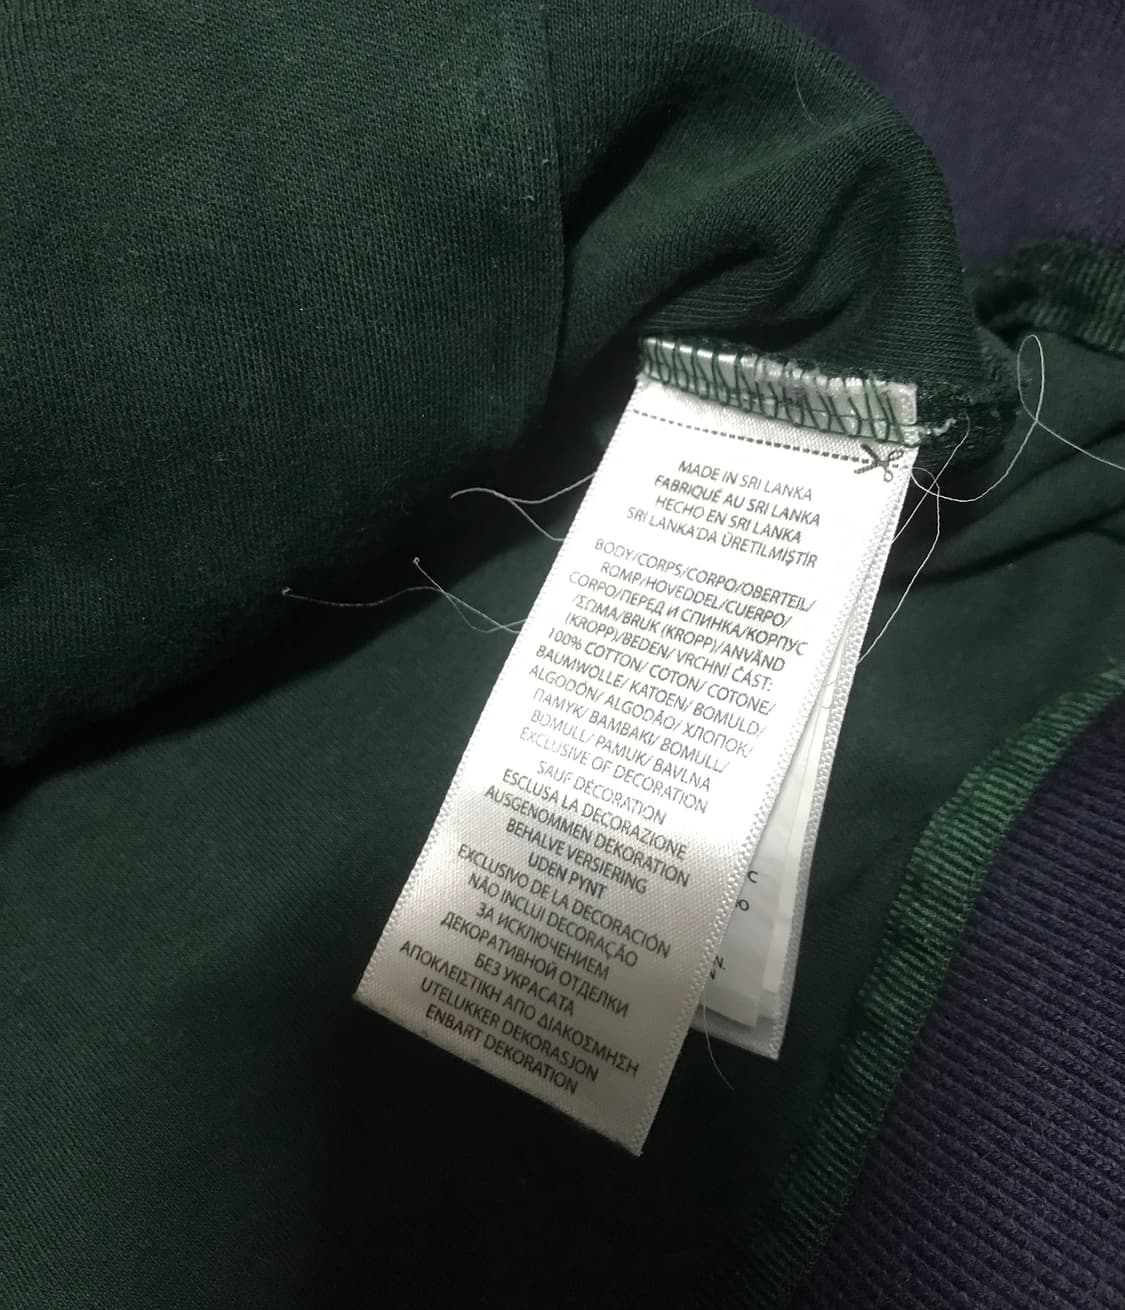 MADE IN SRI LANKA
FABRIQUÉ AU SRI LANKA
HECHO EN SRI LANKA
SRI LANKA'DA ÜRETİLMİŞTİR
BODY/CORPS/CORPO/OBERTEIL/
ROMP/HOVEDDEL/CUERPO/
CORPO/ПЕРЕД И СПИНКА/КОРПУС
/ΣΩΜΑ/BRUK (KROPP)/ANVÄND
(KROPP)/BEDEN/ VRCHNÍ ČÁST:
100% COTTON/ COTON/ COTONE/
BAUMWOLLE/ KATOEN/ BOMULD/
ALGODÓN/ ALGODÃO/ ХЛОПОК/
ПАМУК/ BAMBAKI/ BOMULL/
BOMULL/ PAMUK/ BAVLNA
EXCLUSIVE OF DECORATION
SAUF DÉCORATION
ESCLUSA LA DECORAZIONE
AUSGENOMMEN DEKORATION
BEHALVE VERSIERING
UDEN PYNT
EXCLUSIVO DE LA DECORACIÓN
NÃO INCLUI DECORAÇÃO
ЗА ИСКЛЮЧЕНИЕМ
ДЕКОРАТИВНОЙ ОТДЕЛКИ
БЕЗ УКРАСАТА
ΑΠΟΚΛΕΙΣΤΙΚΗ ΑΠΟ ΔΙΑΚΟΣΜΗΣΗ
UTELUKKER DEKORASJON
ENBART DEKORATION